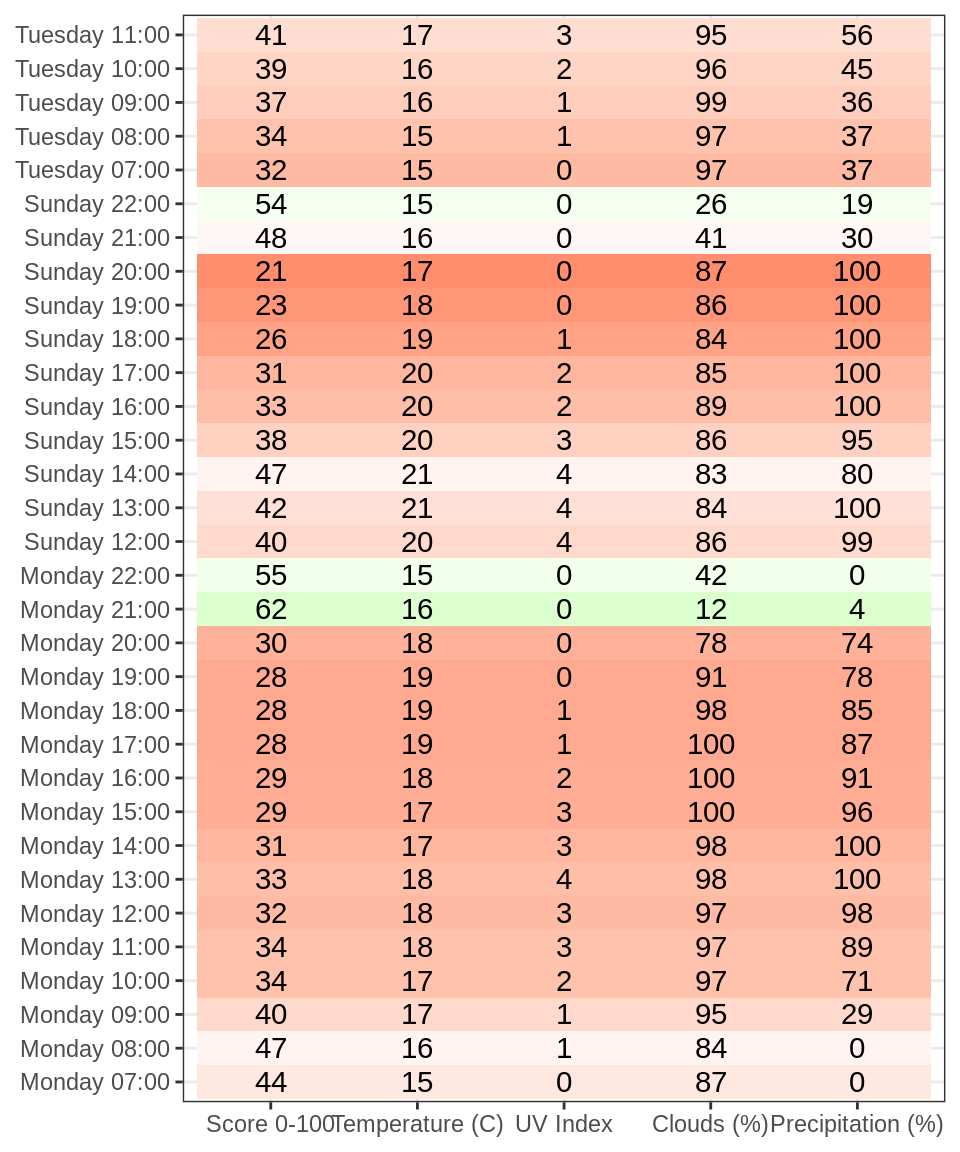 Tuesday 11:00 41 17 3 95 56
Tuesday 10:00 39 16 2 96 45
Tuesday 09:00 37 16 1 99 36
Tuesday 08:00 34 15 1 97 37
Tuesday 07:00 32 15 0 97 37
Sunday 22:00 54 15 0 26 19
Sunday 21:00 48 16 0 41 30
Sunday 20:00 21 17 0 87 100
Sunday 19:00 23 18 0 86 100
Sunday 18:00 26 19 1 84 100
Sunday 17:00 31 20 2 85 100
Sunday 16:00 33 20 2 89 100
Sunday 15:00 38 20 3 86 95
Sunday 14:00 47 21 4 83 80
Sunday 13:00 42 21 4 84 100
Sunday 12:00 40 20 4 86 99
Monday 22:00 55 15 0 42 0
Monday 21:00 62 16 0 12 4
Monday 20:00 30 18 0 78 74
Monday 19:00 28 19 0 91 78
Monday 18:00 28 19 1 98 85
Monday 17:00 28 19 1 100 87
Monday 16:00 29 18 2 100 91
Monday 15:00 29 17 3 100 96
Monday 14:00 31 17 3 98 100
Monday 13:00 33 18 4 98 100
Monday 12:00 32 18 3 97 98
Monday 11:00 34 18 3 97 89
Monday 10:00 34 17 2 97 71
Monday 09:00 40 17 1 95 29
Monday 08:00 47 16 1 84 0
Monday 07:00 44 15 0 87 0
Score 0-100 Temperature (C) UV Index Clouds (%) Precipitation (%)